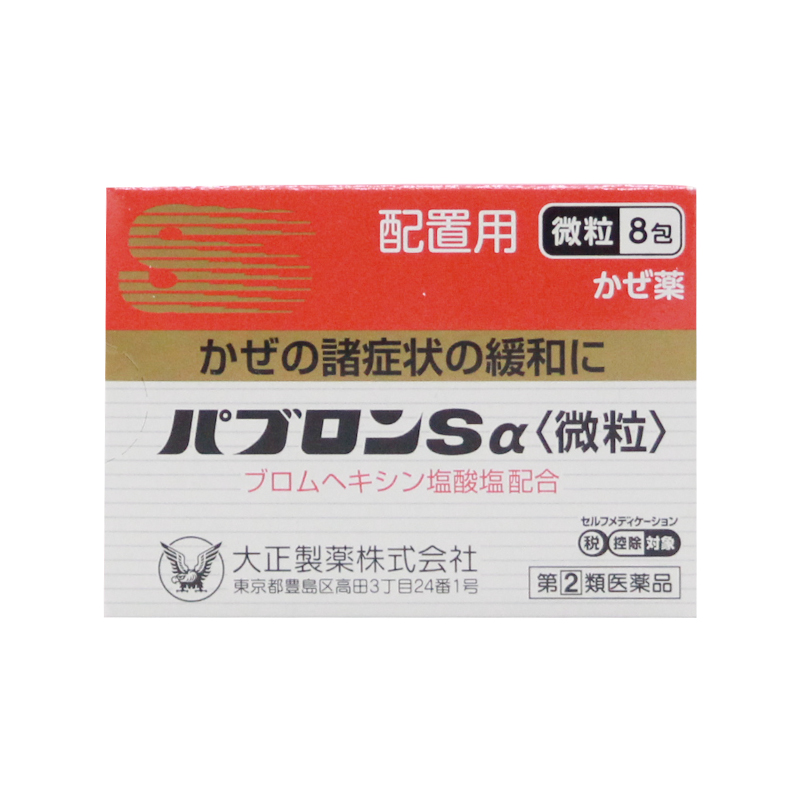 配置用
微粒 8包
かぜ薬
かぜの諸症状の緩和に
パブロンSα〈微粒〉
ブロムヘキシン塩酸塩配合
セルフメディケーション
税 控除 対象
大正製薬株式会社
東京都豊島区高田3丁目24番1号
第②類医薬品